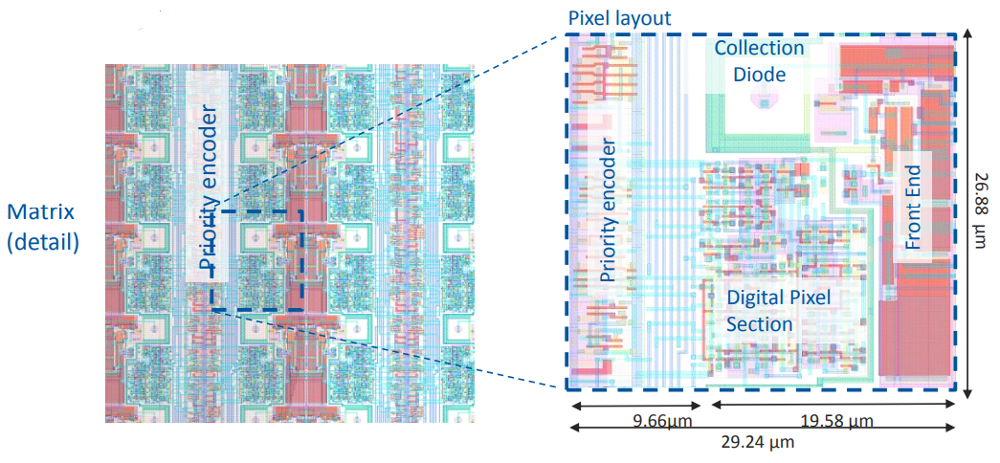 Pixel layout
Collection
Diode
Priority encoder
Priority encoder
Matrix
(detail)
Front End
26.88 µm
Digital Pixel
Section
9.66µm
19.58 µm
29.24 µm